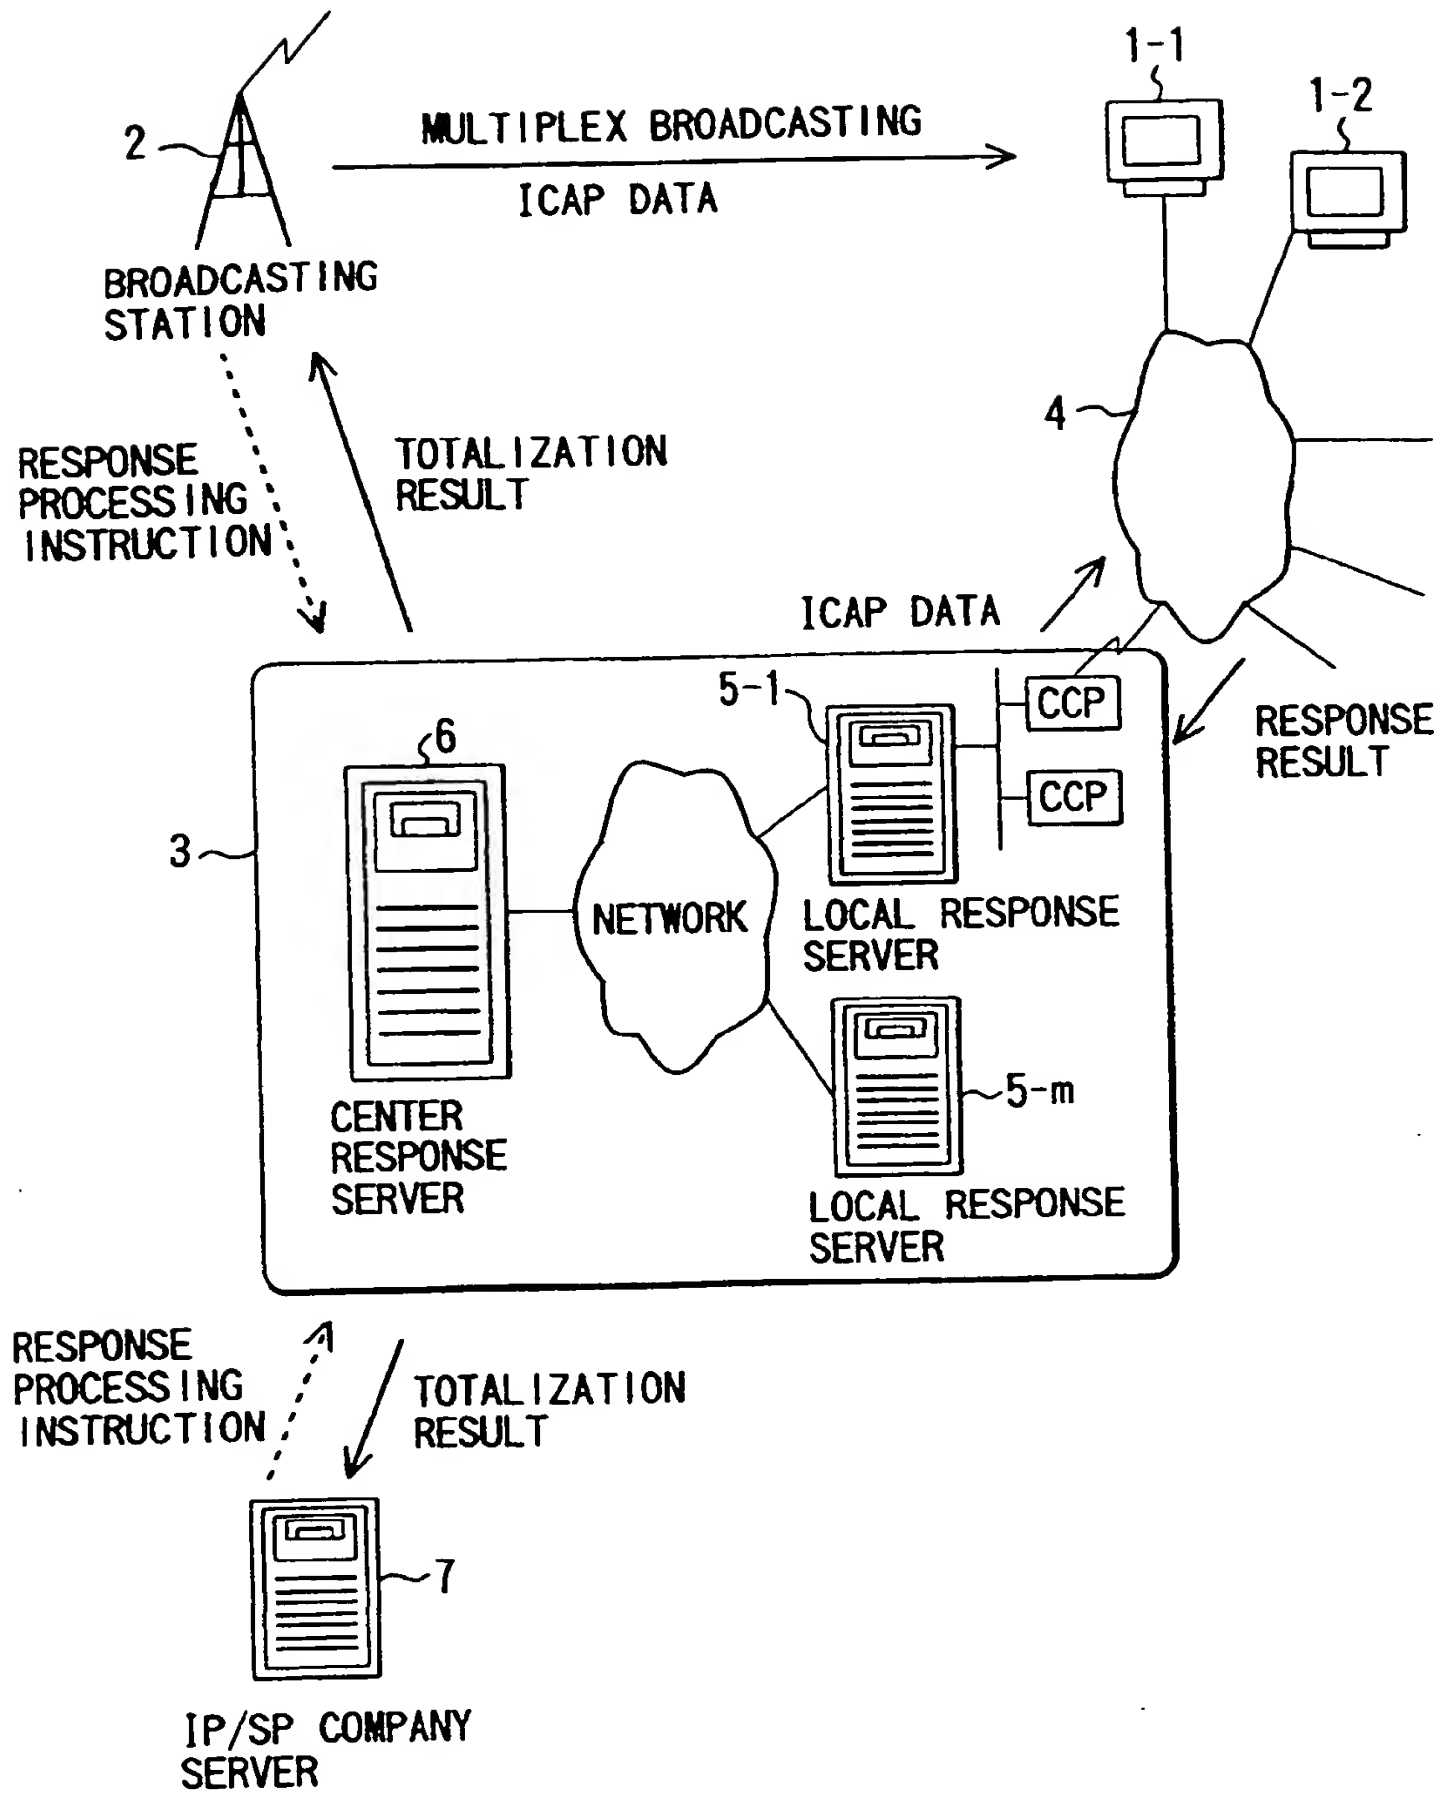 1-1
1-2
2
MULTIPLEX BROADCASTING
ICAP DATA
BROADCASTING
STATION
4
RESPONSE
PROCESSING
INSTRUCTION
TOTALIZATION
RESULT
ICAP DATA
RESPONSE
RESULT
5-1
CCP
CCP
6
3
NETWORK
LOCAL RESPONSE
SERVER
5-m
CENTER
RESPONSE
SERVER
LOCAL RESPONSE
SERVER
RESPONSE
PROCESSING
INSTRUCTION
TOTALIZATION
RESULT
7
IP/SP COMPANY
SERVER